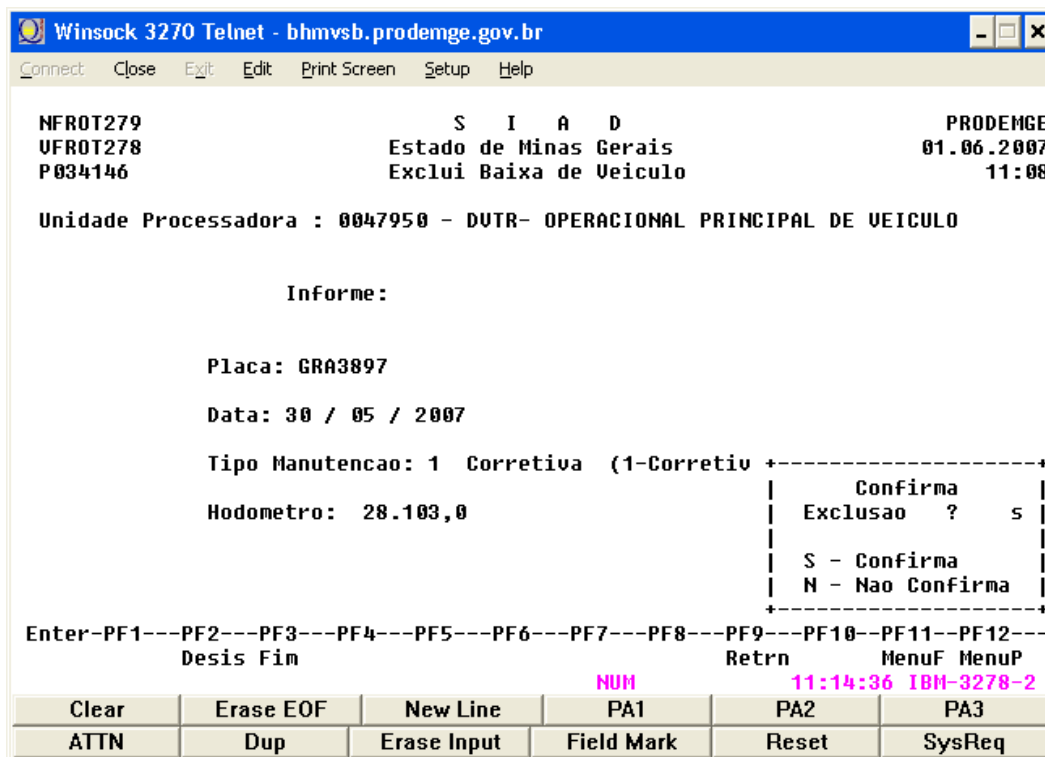 Winsock 3270 Telnet - bhmvsb.prodemge.gov.br
Connect Close Exit Edit Print Screen Setup Help
NFROT279 S I A D PRODEMGE
VFROT278 Estado de Minas Gerais 01.06.2007
P034146 Exclui Baixa de Veiculo 11:08
Unidade Processadora : 0047950 - DVTR- OPERACIONAL PRINCIPAL DE VEICULO
Informe:
Placa: GRA3897
Data: 30 / 05 / 2007
Tipo Manutencao: 1 Corretiva (1-Corretiv +---------------------+
| Confirma |
Hodometro: 28.103,0 | Exclusao ? s |
| |
| S - Confirma |
| N - Nao Confirma |
+---------------------+
Enter-PF1---PF2---PF3---PF4---PF5---PF6---PF7---PF8---PF9---PF10--PF11--PF12---
Desis Fim Retrn MenuF MenuP
NUM 11:14:36 IBM-3278-2
Clear Erase EOF New Line PA1 PA2 PA3
ATTN Dup Erase Input Field Mark Reset SysReq